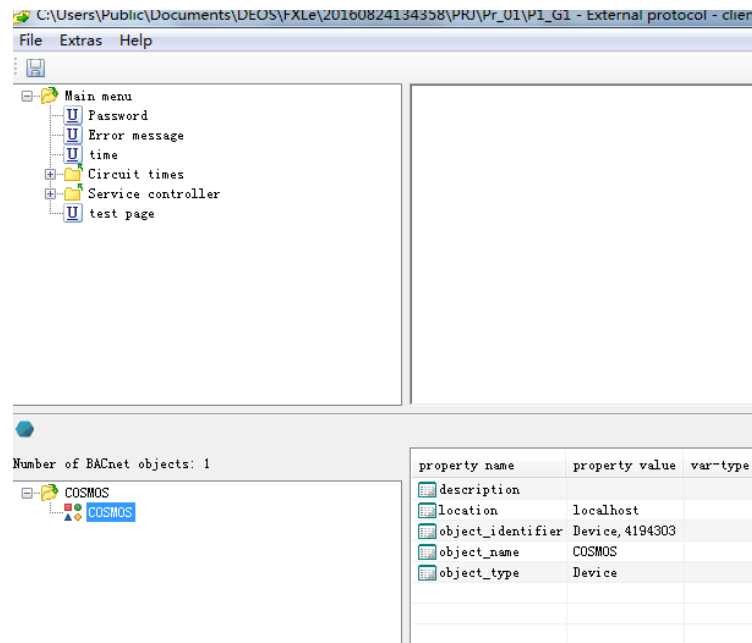 C:\Users\Public\Documents\DEOS\FXLe\20160824134358\PRJ\Pr_01\P1_G1 - External protocol - clien
File Extras Help
Main menu
Password
Error message
time
Circuit times
Service controller
test page
Number of BACnet objects: 1
COSMOS
COSMOS
property name property value var-type
description
location localhost
object_identifier Device, 4194303
object_name COSMOS
object_type Device